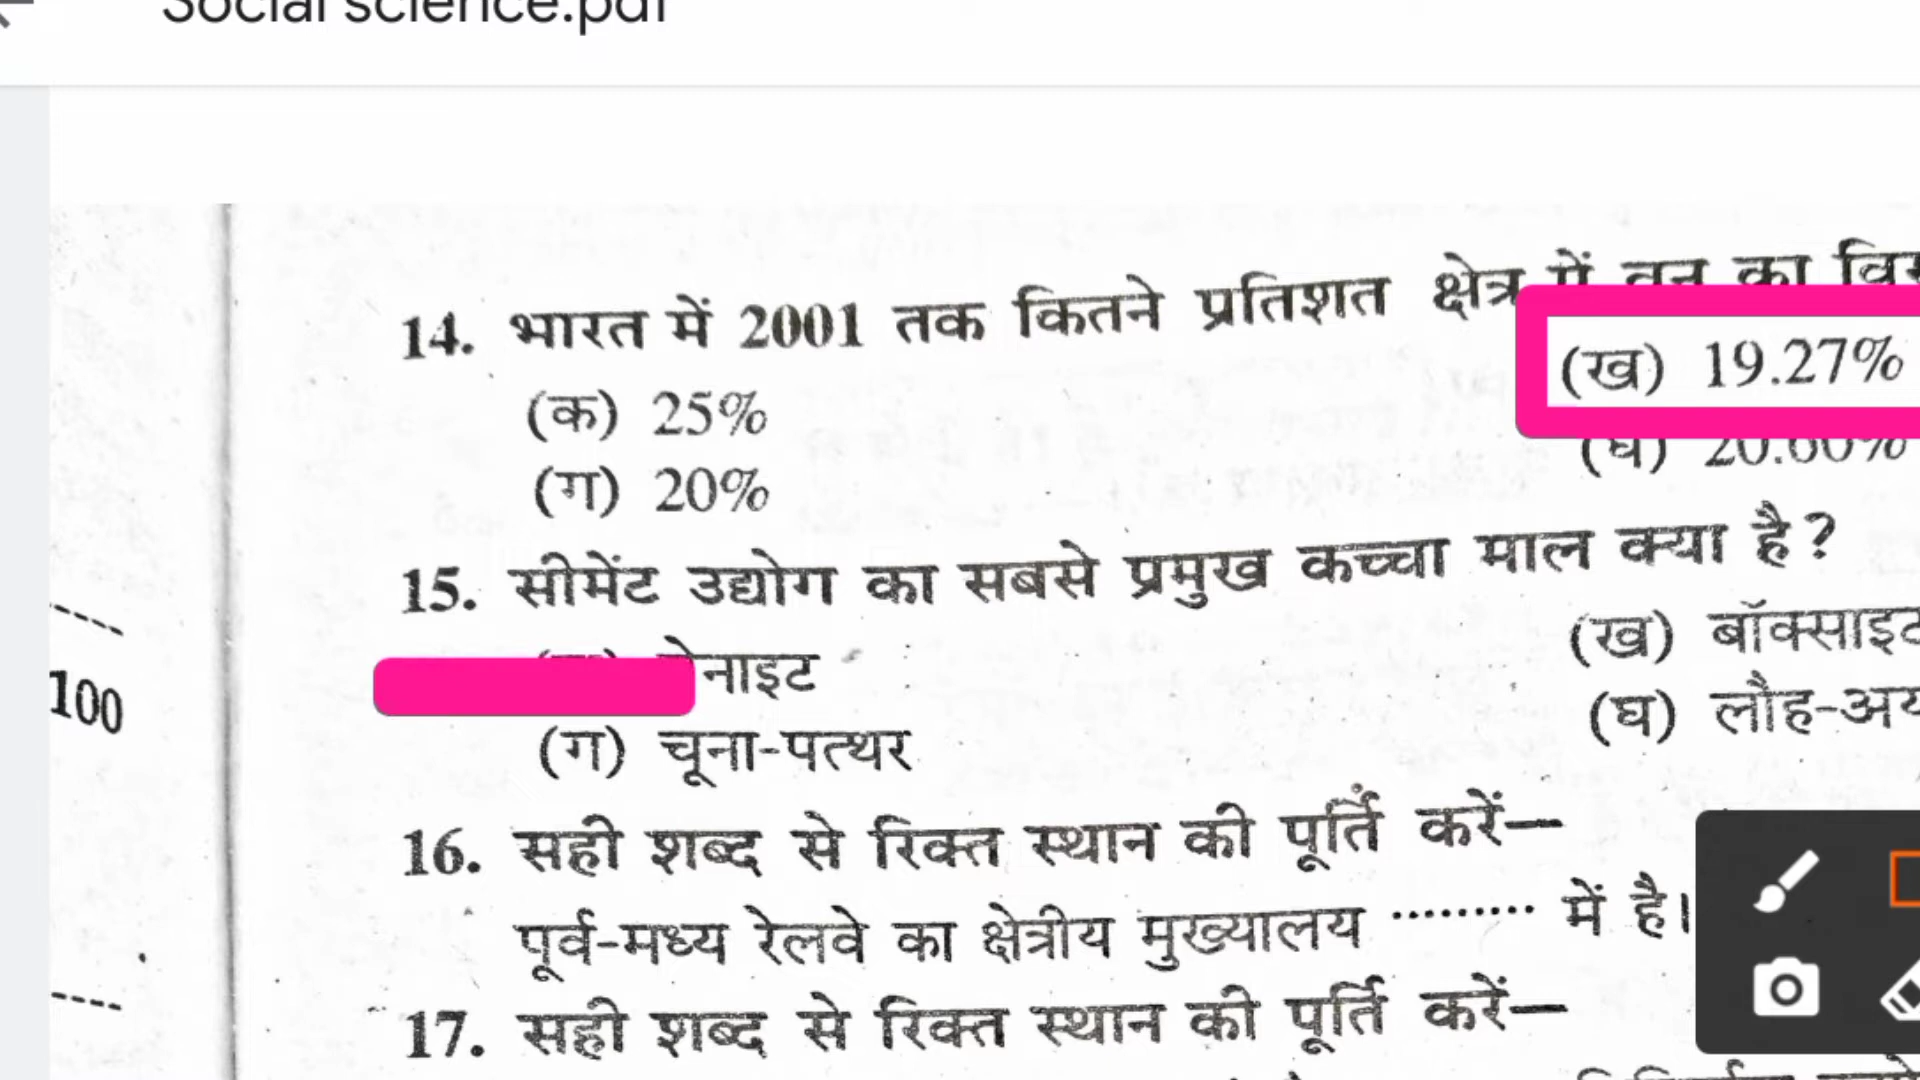 Social science.pdf
14. भारत में 2001 तक कितने प्रतिशत क्षेत्र में वन का
(क) 25% (ख) 19.27%
(ग) 20% (घ)
15. सीमेंट उद्योग का सबसे प्रमुख कच्चा माल क्या है?
(ख) बॉक्साइट
100
(ग) चूना-पत्थर (घ) लौह-अय
16. सही शब्द से रिक्त स्थान की पूर्ति करें—
पूर्व-मध्य रेलवे का क्षेत्रीय मुख्यालय ......... में है।
17. सही शब्द से रिक्त स्थान की पूर्ति करें—